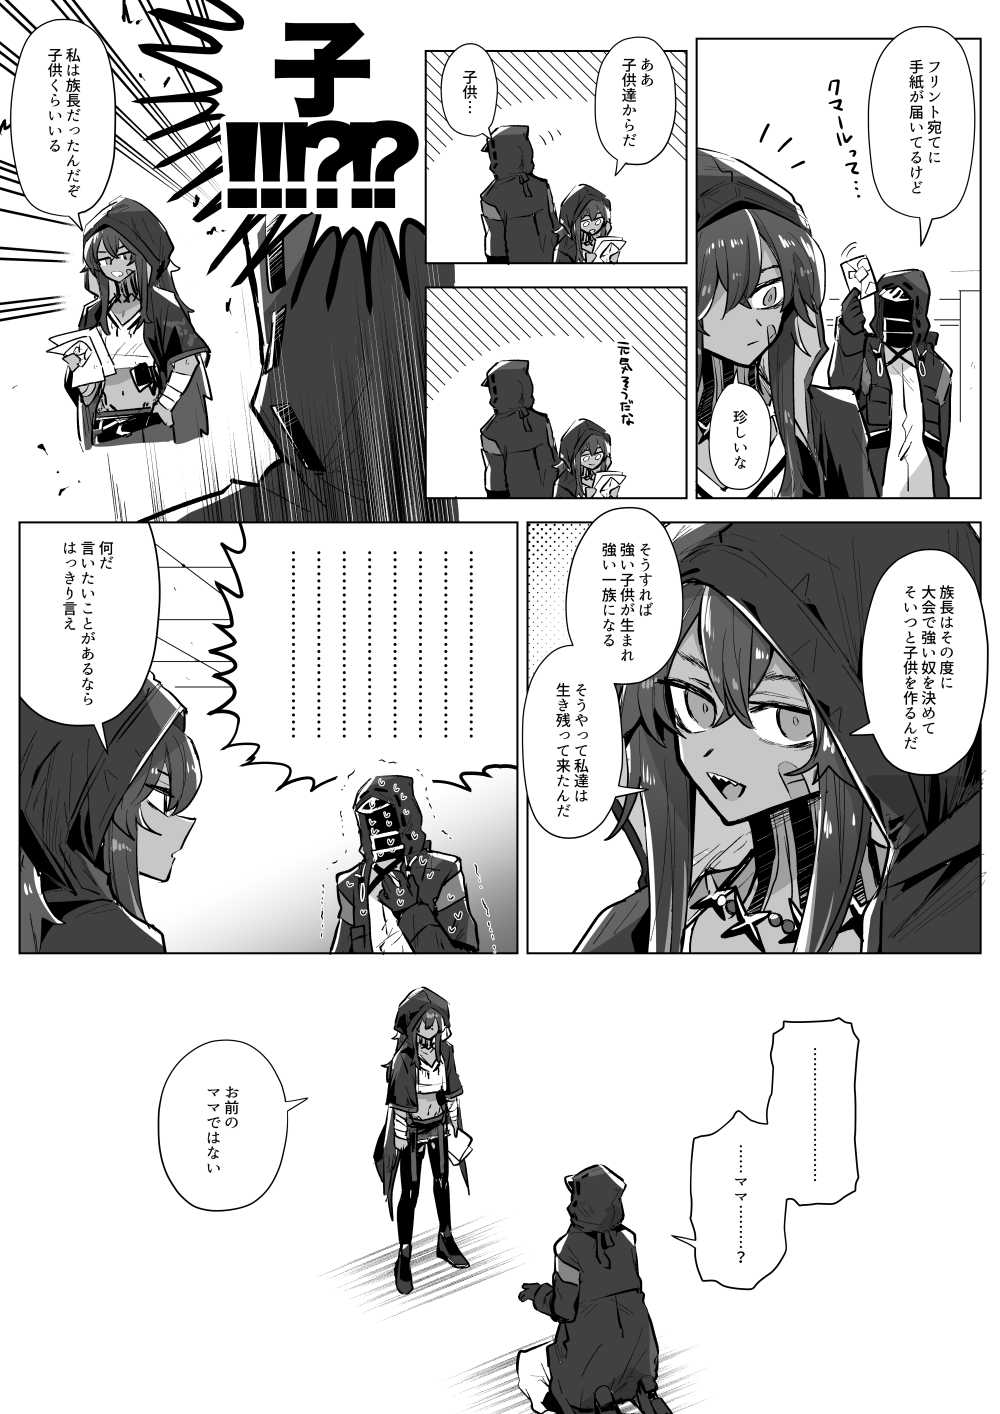 フリント宛てに
手紙が届いてるけど
クマールって…
珍しいな
ああ
子供達からだ
子供…
元気そうだな
子
!!!?!?
私は族長だったんだぞ
子供くらいいる
族長はその度に
大会で強い奴を決めて
そいつと子供を作るんだ
そうすれば
強い子供が生まれ
強い一族になる
そうやって私達は
生き残って来たんだ
………………………
………………………
………………………
………………………
………………………
………………………
………………………
………………………
何だ
言いたいことがあるなら
はっきり言え
………………
……ママ………?
お前の
ママではない